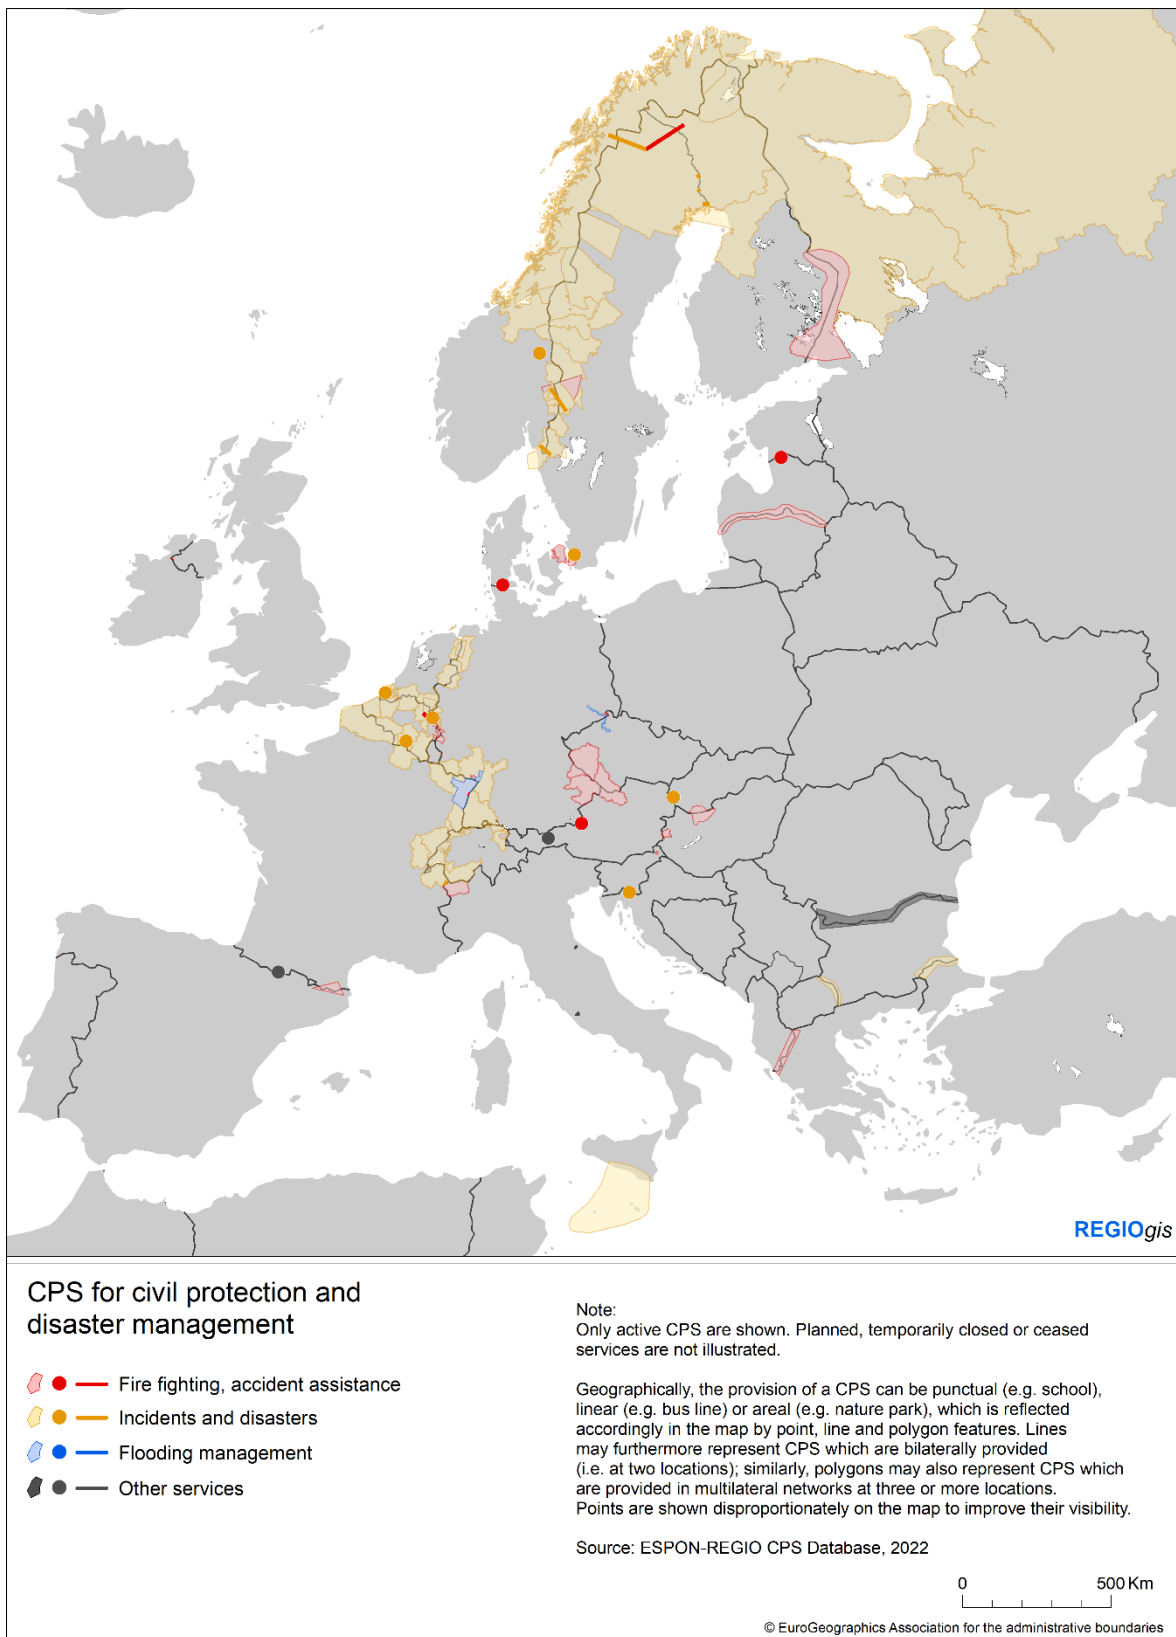 REGIOgis
CPS for civil protection and
disaster management
Fire fighting, accident assistance
Incidents and disasters
Flooding management
Other services
Note:
Only active CPS are shown. Planned, temporarily closed or ceased
services are not illustrated.
Geographically, the provision of a CPS can be punctual (e.g. school),
linear (e.g. bus line) or areal (e.g. nature park), which is reflected
accordingly in the map by point, line and polygon features. Lines
may furthermore represent CPS which are bilaterally provided
(i.e. at two locations); similarly, polygons may also represent CPS which
are provided in multilateral networks at three or more locations.
Points are shown disproportionately on the map to improve their visibility.
Source: ESPON-REGIO CPS Database, 2022
0 500 Km
© EuroGeographics Association for the administrative boundaries